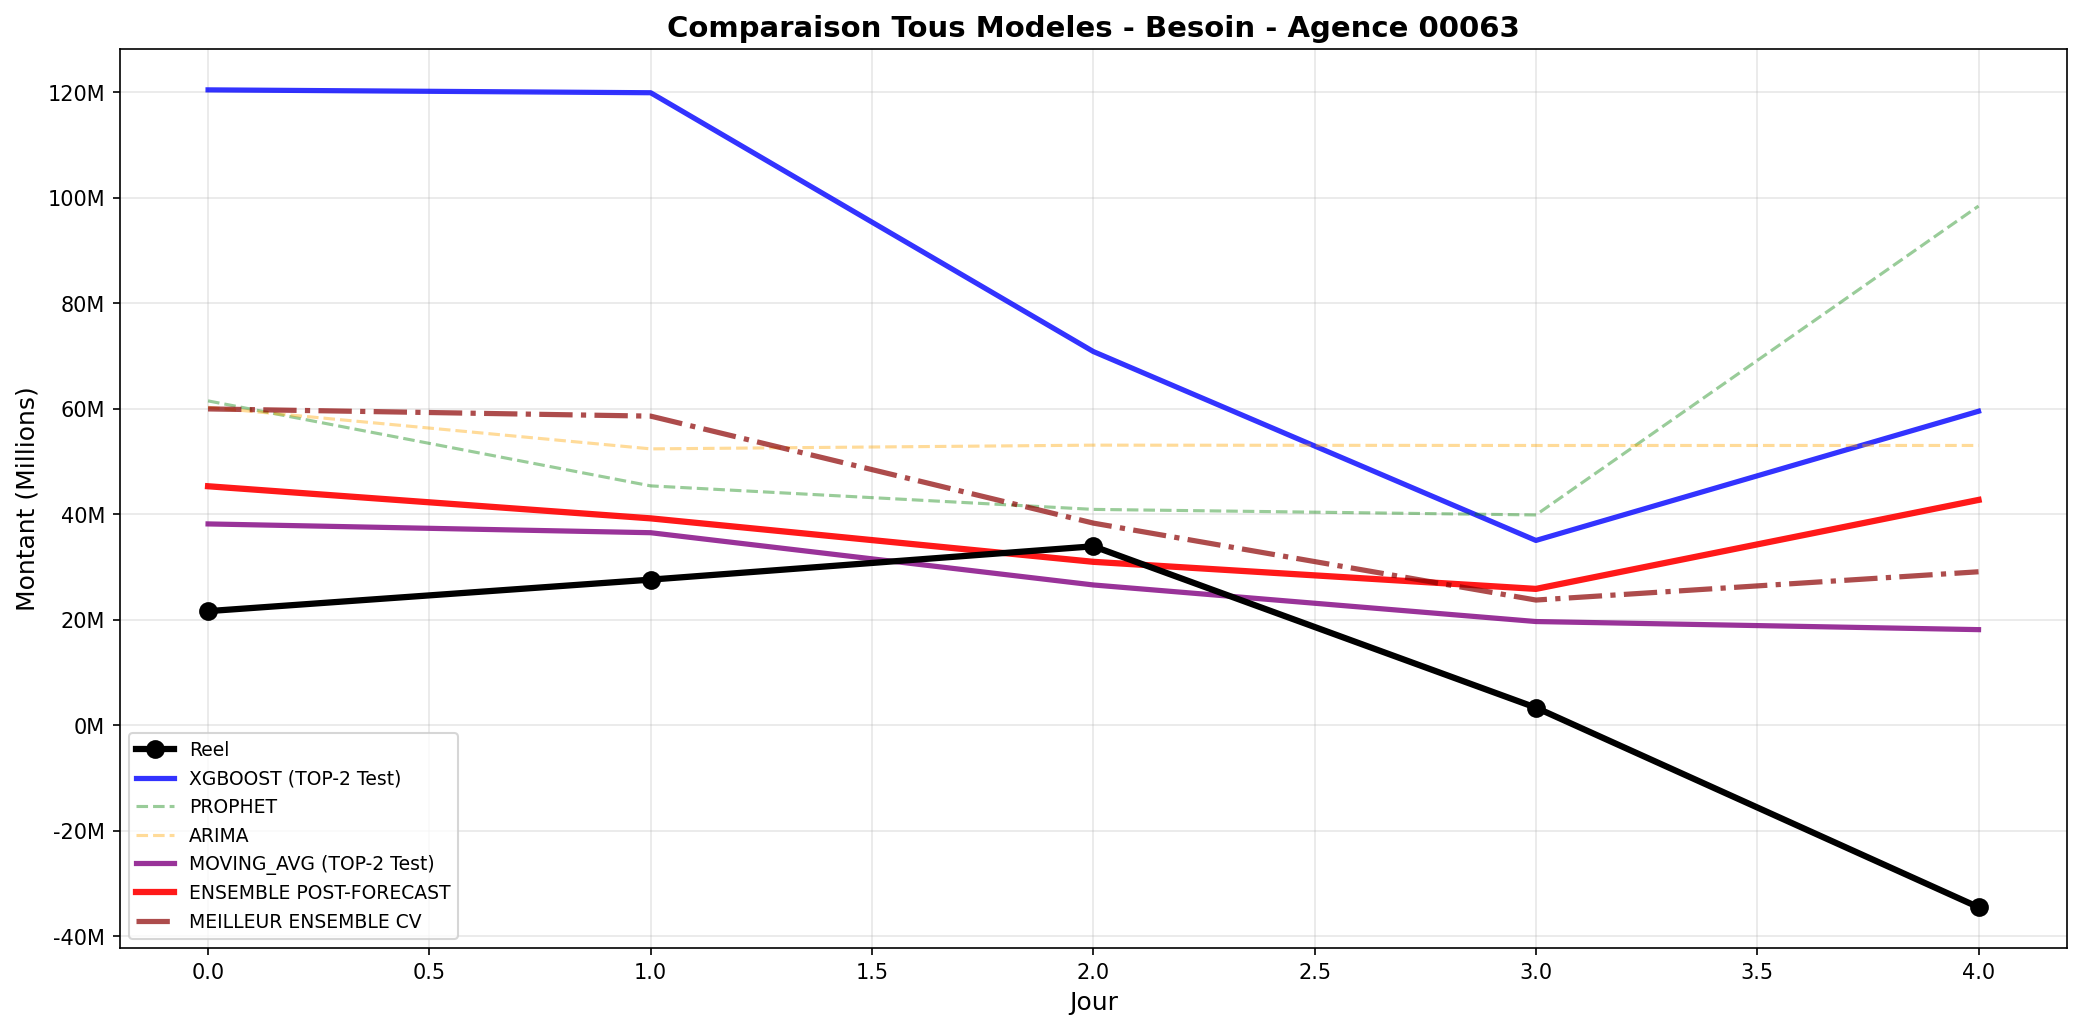 Comparaison Tous Modeles - Besoin - Agence 00063
Montant (Millions)
120M
100M
80M
60M
40M
20M
0M
-20M
-40M
Reel
XGBOOST (TOP-2 Test)
PROPHET
ARIMA
MOVING_AVG (TOP-2 Test)
ENSEMBLE POST-FORECAST
MEILLEUR ENSEMBLE CV
0.0 0.5 1.0 1.5 2.0 2.5 3.0 3.5 4.0
Jour